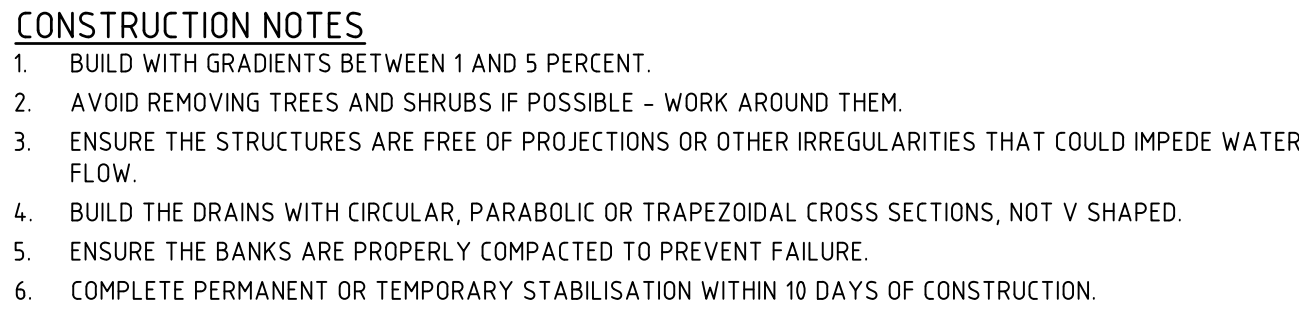 CONSTRUCTION NOTES
1. BUILD WITH GRADIENTS BETWEEN 1 AND 5 PERCENT.
2. AVOID REMOVING TREES AND SHRUBS IF POSSIBLE - WORK AROUND THEM.
3. ENSURE THE STRUCTURES ARE FREE OF PROJECTIONS OR OTHER IRREGULARITIES THAT COULD IMPEDE WATER
FLOW.
4. BUILD THE DRAINS WITH CIRCULAR, PARABOLIC OR TRAPEZOIDAL CROSS SECTIONS, NOT V SHAPED.
5. ENSURE THE BANKS ARE PROPERLY COMPACTED TO PREVENT FAILURE.
6. COMPLETE PERMANENT OR TEMPORARY STABILISATION WITHIN 10 DAYS OF CONSTRUCTION.